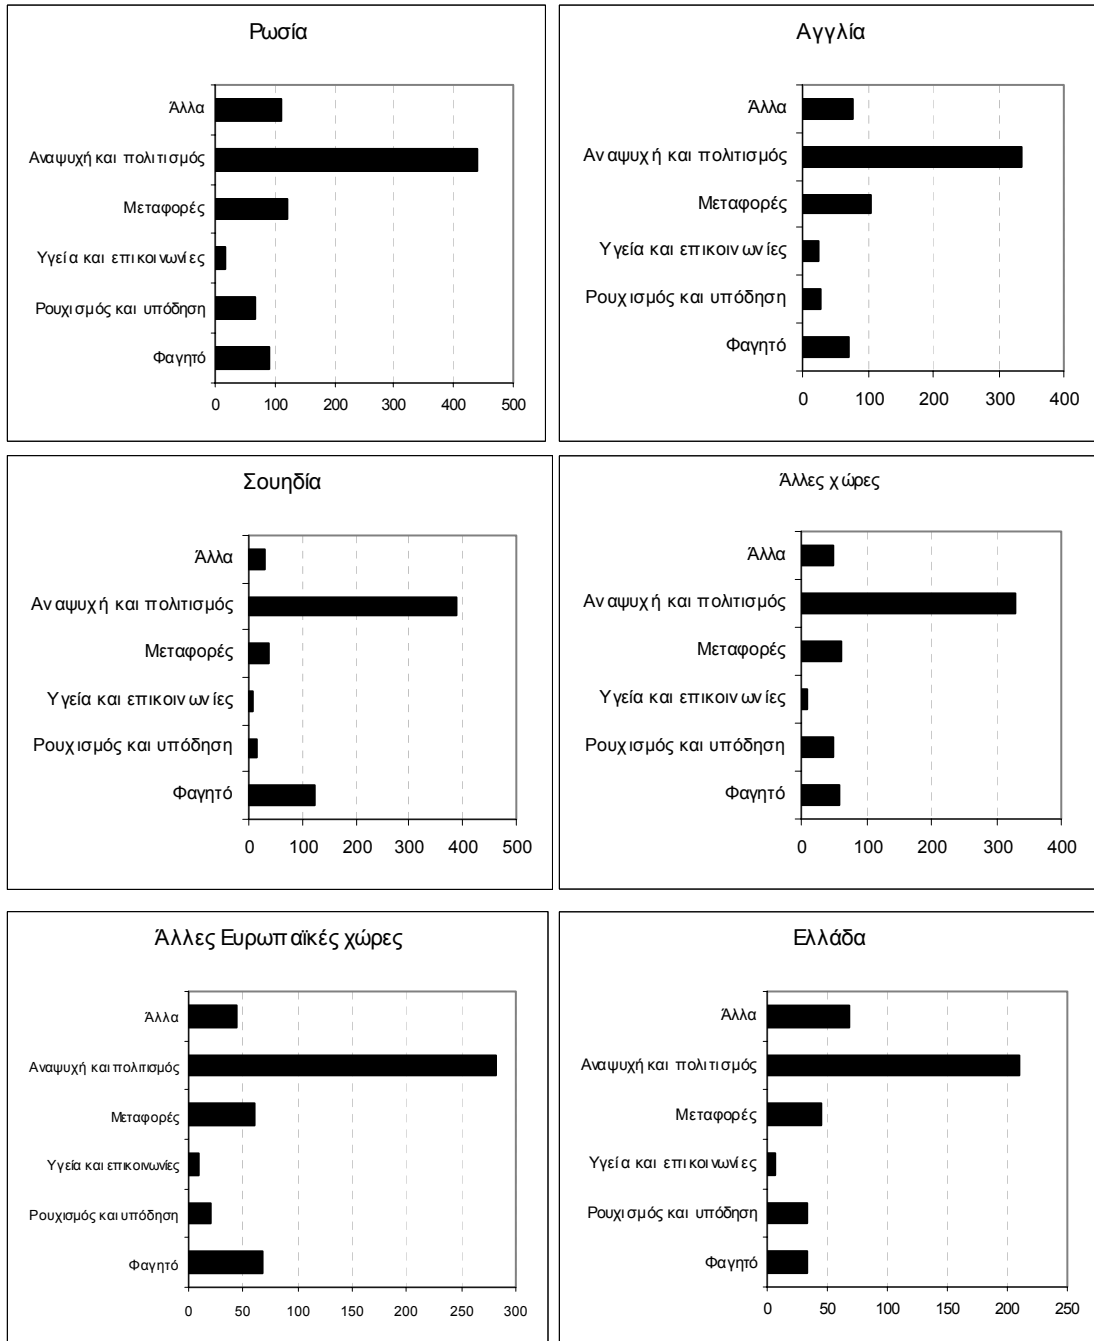 Ρωσία
Άλλα
Αναψυχή και πολιτισμός
Μεταφορές
Υγεία και επικοινωνίες
Ρουχισμός και υπόδηση
Φαγητό
0 100 200 300 400 500
Αγγλία
Άλλα
Αναψυχή και πολιτισμός
Μεταφορές
Υγεία και επικοινωνίες
Ρουχισμός και υπόδηση
Φαγητό
0 100 200 300 400
Σουηδία
Άλλα
Αναψυχή και πολιτισμός
Μεταφορές
Υγεία και επικοινωνίες
Ρουχισμός και υπόδηση
Φαγητό
0 100 200 300 400 500
Άλλες χώρες
Άλλα
Αναψυχή και πολιτισμός
Μεταφορές
Υγεία και επικοινωνίες
Ρουχισμός και υπόδηση
Φαγητό
0 100 200 300 400
Άλλες Ευρωπαϊκές χώρες
Άλλα
Αναψυχή και πολιτισμός
Μεταφορές
Υγεία και επικοινωνίες
Ρουχισμός και υπόδηση
Φαγητό
0 50 100 150 200 250 300
Ελλάδα
Άλλα
Αναψυχή και πολιτισμός
Μεταφορές
Υγεία και επικοινωνίες
Ρουχισμός και υπόδηση
Φαγητό
0 50 100 150 200 250